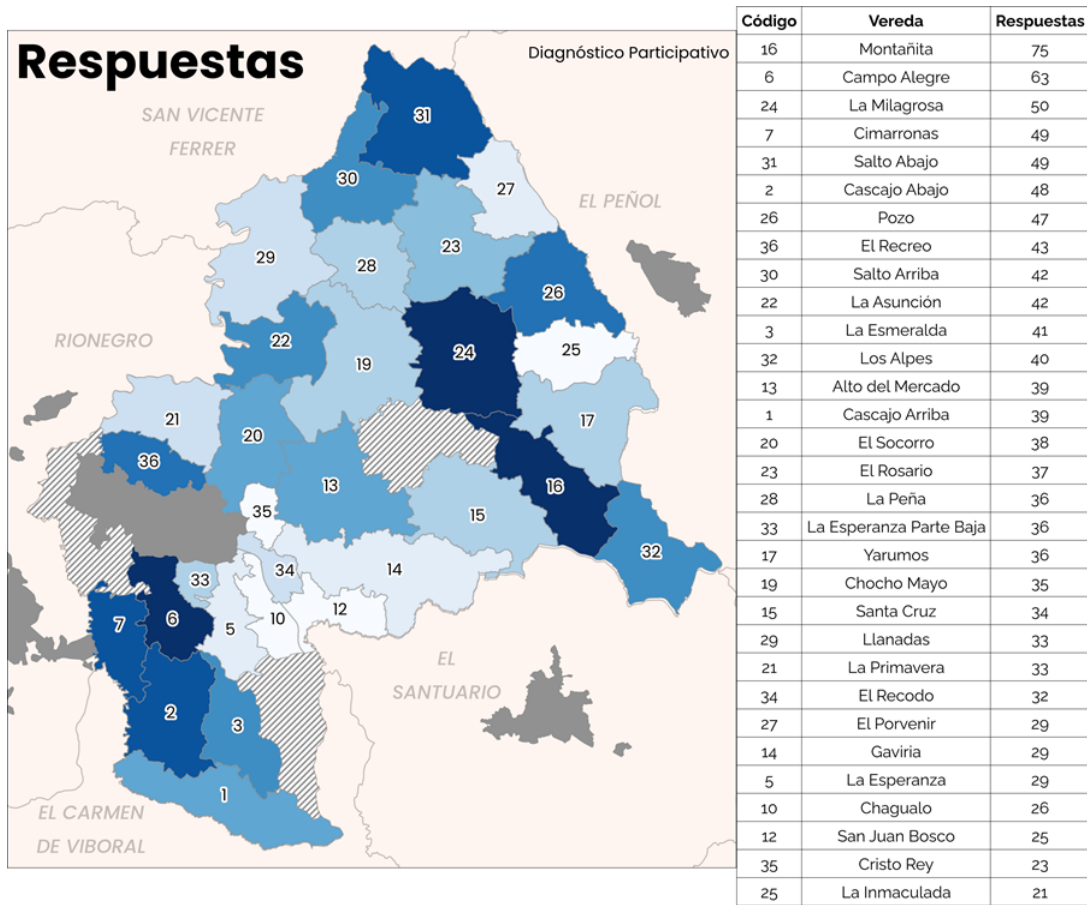 Respuestas
Diagnóstico Participativo
SAN VICENTE
FERRER
EL PEÑOL
RIONEGRO
EL
SANTUARIO
EL CARMEN
DE VIBORAL
31
30
27
23
29
28
26
22
24
25
19
21
17
20
36
13
16
35
15
32
33
34
14
7
6
5
10
12
2
3
1
Código Vereda Respuestas
16 Montañita 75
6 Campo Alegre 63
24 La Milagrosa 50
7 Cimarronas 49
31 Salto Abajo 49
2 Cascajo Abajo 48
26 Pozo 47
36 El Recreo 43
30 Salto Arriba 42
22 La Asunción 42
3 La Esmeralda 41
32 Los Alpes 40
13 Alto del Mercado 39
1 Cascajo Arriba 39
20 El Socorro 38
23 El Rosario 37
28 La Peña 36
33 La Esperanza Parte Baja 36
17 Yarumos 36
19 Chocho Mayo 35
15 Santa Cruz 34
29 Llanadas 33
21 La Primavera 33
34 El Recodo 32
27 El Porvenir 29
14 Gaviria 29
5 La Esperanza 29
10 Chagualo 26
12 San Juan Bosco 25
35 Cristo Rey 23
25 La Inmaculada 21